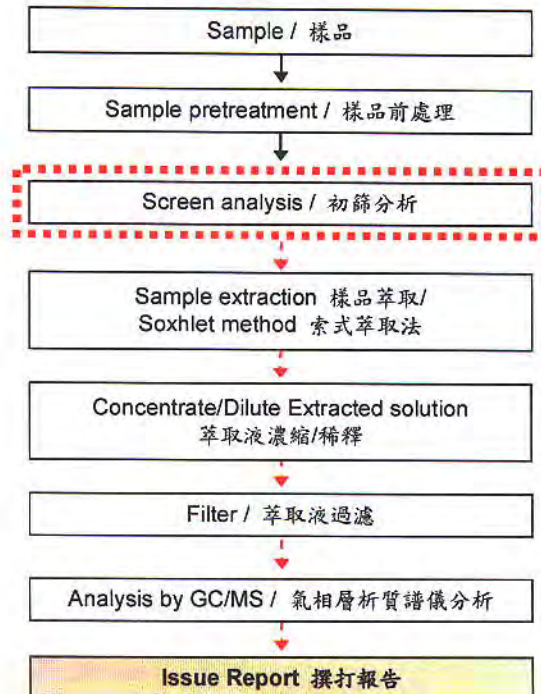 Sample / 樣品
Sample pretreatment / 樣品前處理
Screen analysis / 初篩分析
Sample extraction 樣品萃取/
Soxhlet method 索式萃取法
Concentrate/Dilute Extracted solution
萃取液濃縮/稀釋
Filter / 萃取液過濾
Analysis by GC/MS / 氣相層析質譜儀分析
Issue Report 撰打報告